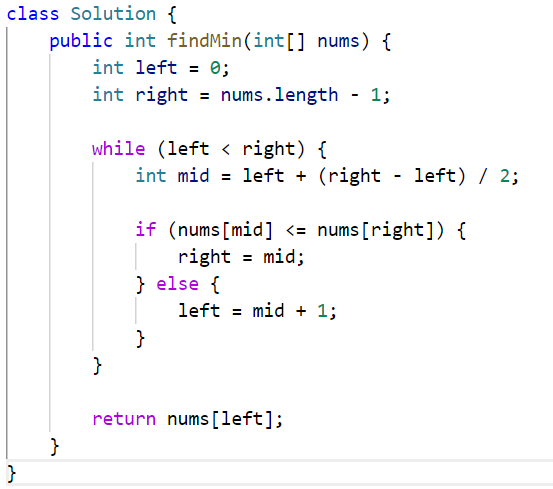 class Solution {
    public int findMin(int[] nums) {
        int left = 0;
        int right = nums.length - 1;

        while (left < right) {
            int mid = left + (right - left) / 2;

            if (nums[mid] <= nums[right]) {
                right = mid;
            } else {
                left = mid + 1;
            }
        }

        return nums[left];
    }
}